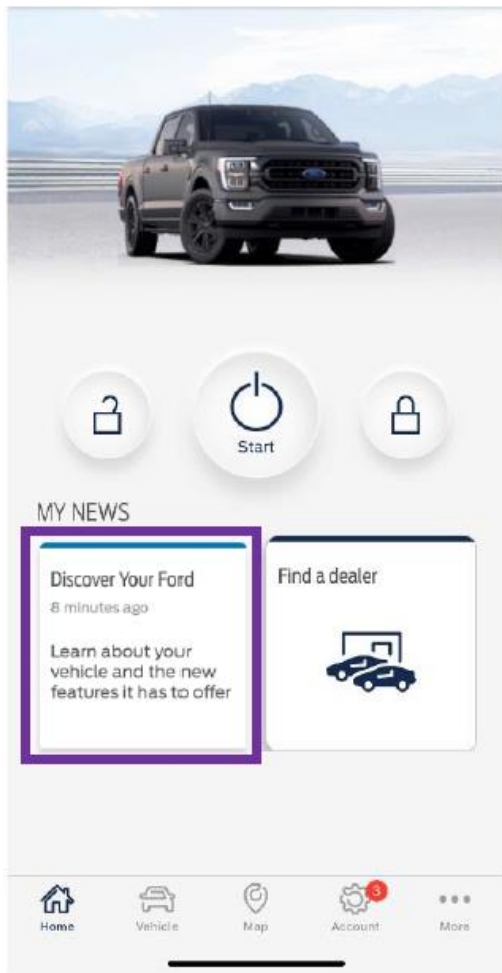 Ford
Start
MY NEWS
Discover Your Ford
8 minutes ago
Learn about your
vehicle and the new
features it has to offer
Find a dealer
3
Home
Vehicle
Map
Account
More